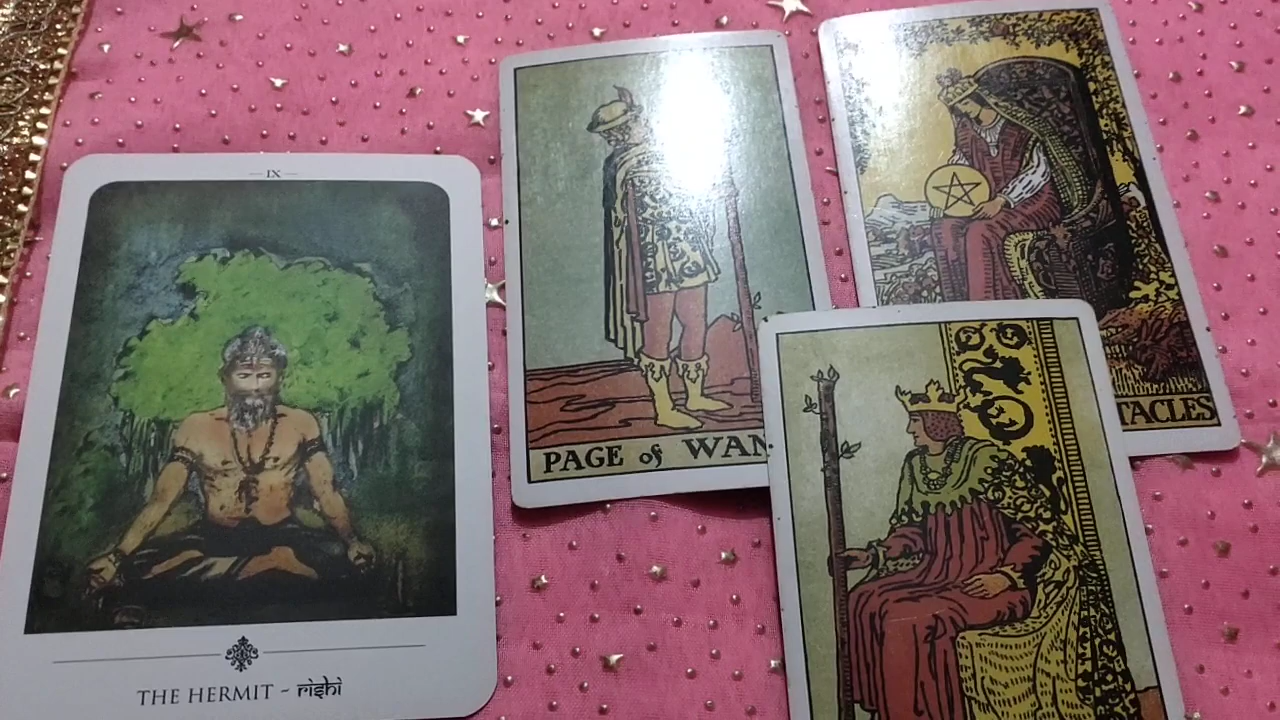 IX
THE HERMIT ~ rishi
PAGE of WAN
TACLES